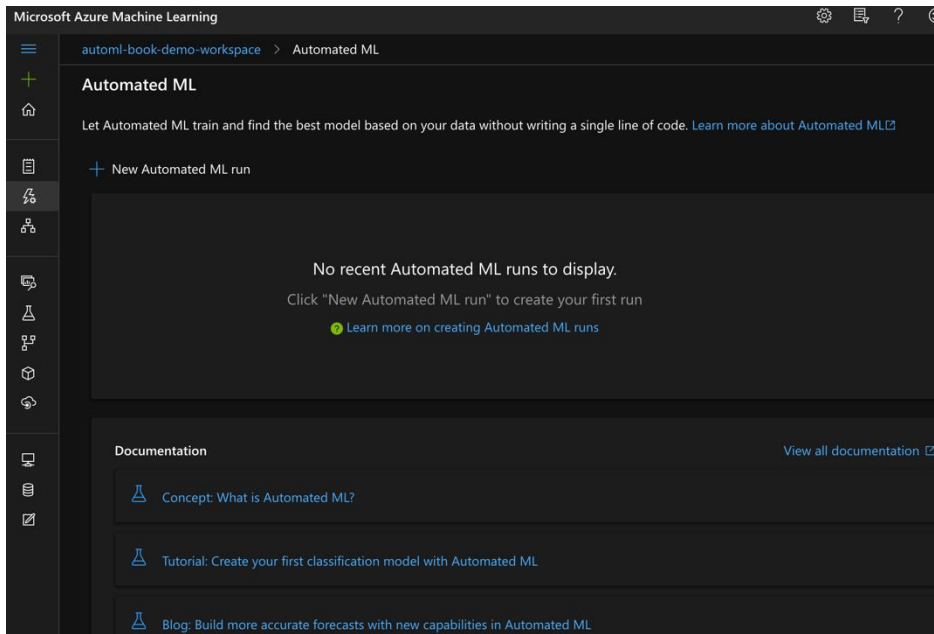 Microsoft Azure Machine Learning
automl-book-demo-workspace > Automated ML
Automated ML
Let Automated ML train and find the best model based on your data without writing a single line of code. Learn more about Automated ML
New Automated ML run
No recent Automated ML runs to display.
Click "New Automated ML run" to create your first run
Learn more on creating Automated ML runs
Documentation
View all documentation
Concept: What is Automated ML?
Tutorial: Create your first classification model with Automated ML
Blog: Build more accurate forecasts with new capabilities in Automated ML